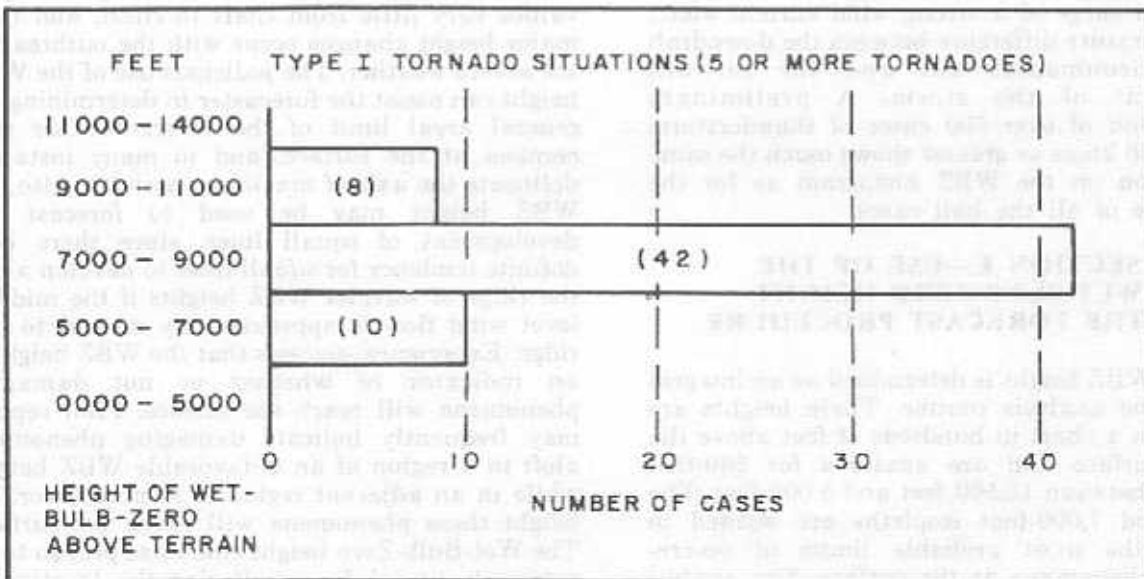 FEET TYPE I TORNADO SITUATIONS (5 OR MORE TORNADOES)
11000-14000
9000-11000 (8)
7000-9000 (42)
5000-7000 (10)
0000-5000
0 10 20 30 40
HEIGHT OF WET-
BULB-ZERO
ABOVE TERRAIN
NUMBER OF CASES